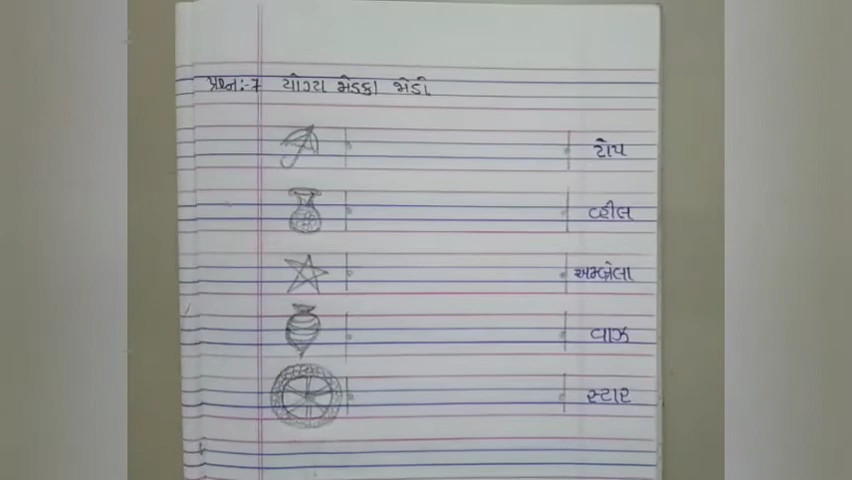 પ્રશ્ન:-7 યોગ્ય જોડકા જોડો
ટોપ
વ્હીલ
અમ્બ્રેલા
વાઝ
સ્ટાર